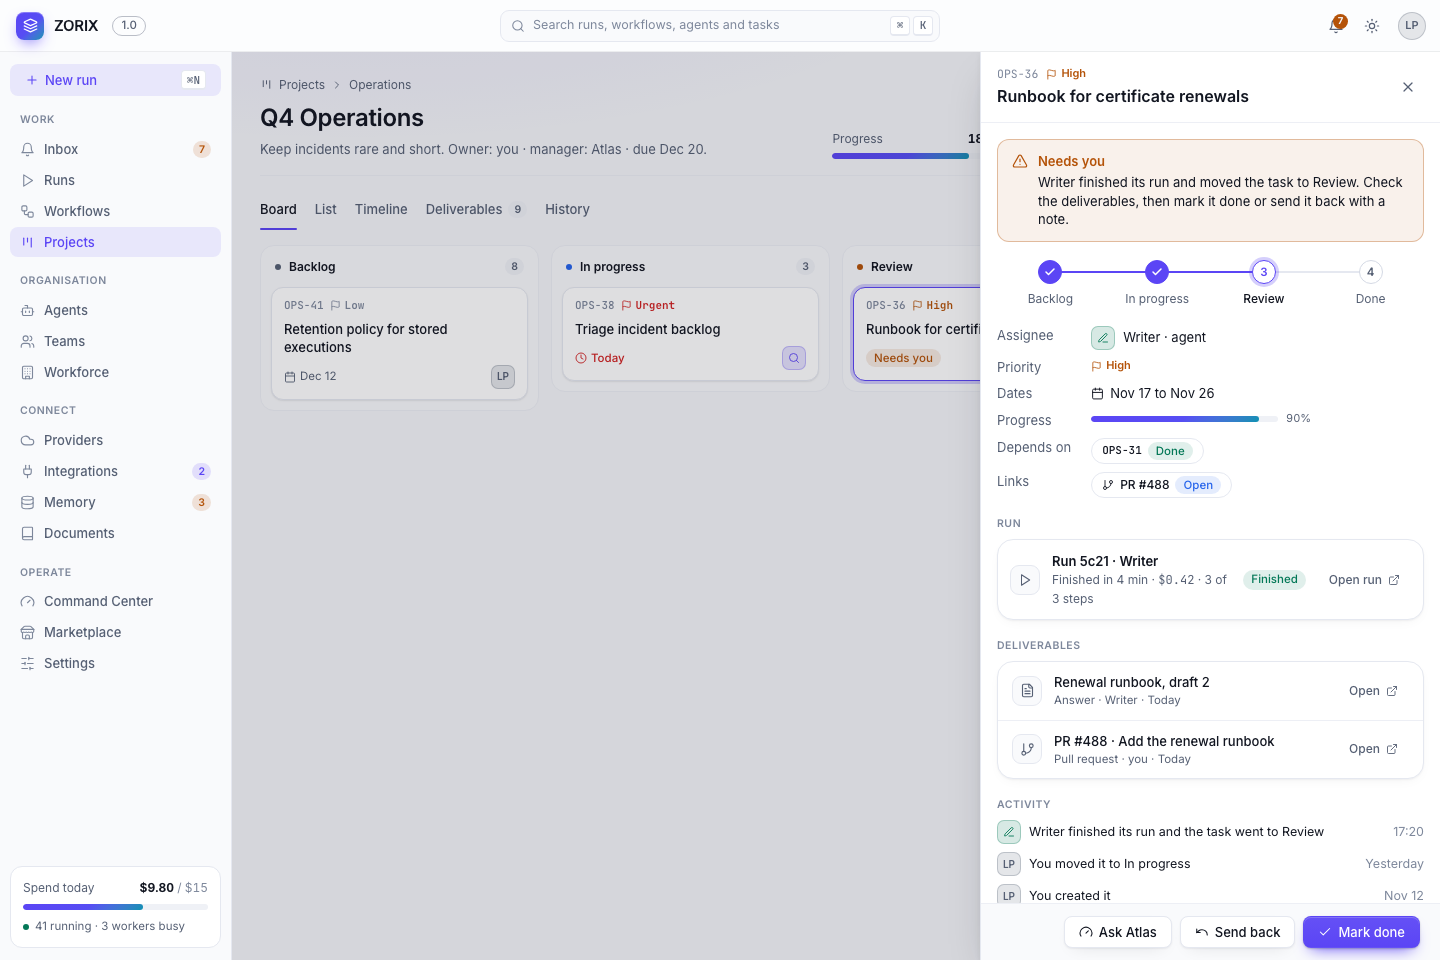 ZORIX 1.0
Search runs, workflows, agents and tasks ⌘ K
7
LP
New run ⌘N
WORK
Inbox 7
Runs
Workflows
Projects
ORGANISATION
Agents
Teams
Workforce
CONNECT
Providers
Integrations 2
Memory 3
Documents
OPERATE
Command Center
Marketplace
Settings
Spend today $9.80 / $15
41 running · 3 workers busy
Projects Operations
Q4 Operations
Keep incidents rare and short. Owner: you · manager: Atlas · due Dec 20.
Progress 18
Board List Timeline Deliverables 9 History
Backlog 8
OPS-41 Low
Retention policy for stored
executions
Dec 12 LP
In progress 3
OPS-38 Urgent
Triage incident backlog
Today
Review
OPS-36 High
Runbook for certifi
Needs you
OPS-36 High
Runbook for certificate renewals
Needs you
Writer finished its run and moved the task to Review. Check
the deliverables, then mark it done or send it back with a
note.
3 4
Backlog In progress Review Done
Assignee Writer · agent
Priority High
Dates Nov 17 to Nov 26
Progress 90%
Depends on OPS-31 Done
Links PR #488 Open
RUN
Run 5c21 · Writer
Finished in 4 min · $0.42 · 3 of
3 steps
Finished Open run
DELIVERABLES
Renewal runbook, draft 2
Answer · Writer · Today
Open
PR #488 · Add the renewal runbook
Pull request · you · Today
Open
ACTIVITY
Writer finished its run and the task went to Review 17:20
LP You moved it to In progress Yesterday
LP You created it Nov 12
Ask Atlas Send back Mark done